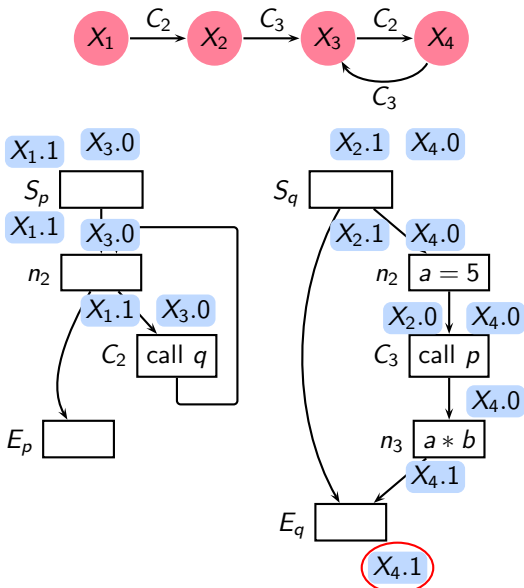 C₂ C₃ C₂
X₁ X₂ X₃ X₄
C₃
X₁.1 X₃.0
Sₚ
X₁.1 X₃.0
n₂
X₁.1 X₃.0
C₂ call q
Eₚ
X₂.1 X₄.0
S_q
X₂.1 X₄.0
n₂ a = 5
X₂.0 X₄.0
C₃ call p
X₄.0
n₃ a ∗ b
X₄.1
E_q
X₄.1